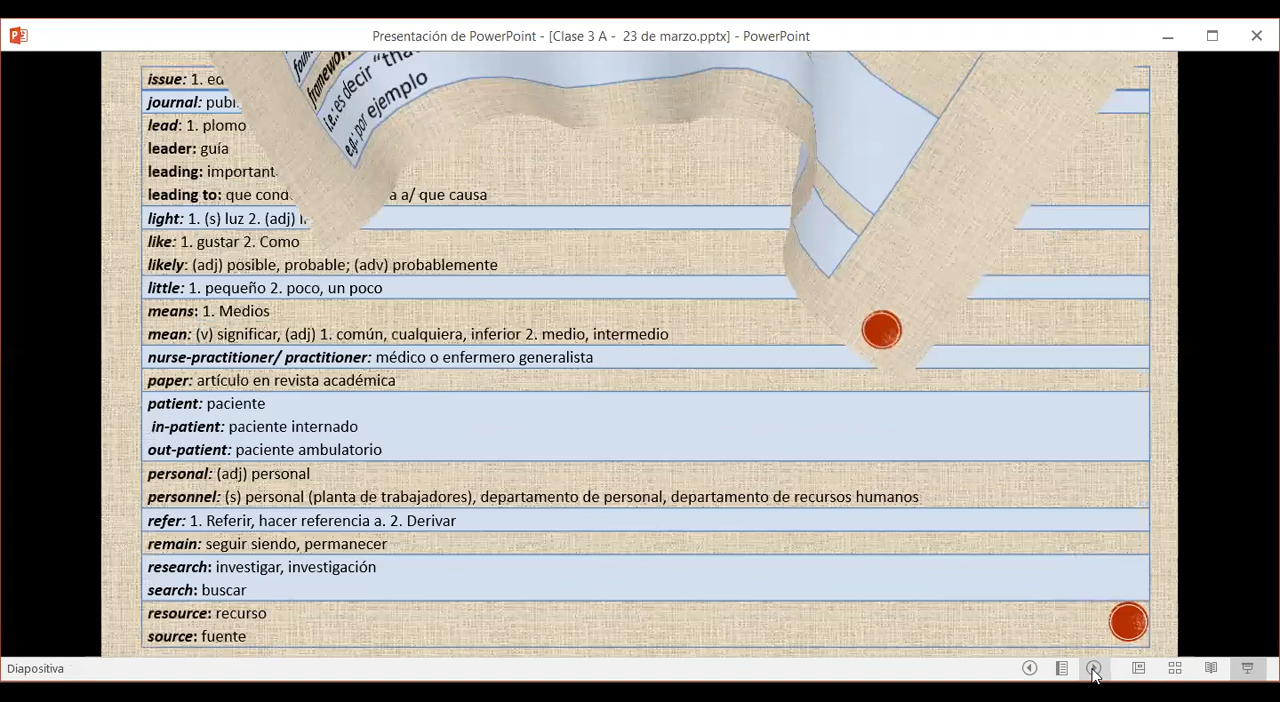 Presentación de PowerPoint - [Clase 3 A - 23 de marzo.pptx] - PowerPoint
framework
i.e.: es decir "that
e.g.: por ejemplo
issue: 1.
journal:
lead: 1. plomo
leader: guía
leading:
leading to: que a/ que causa
light: 1. (s) luz 2. (adj)
like: 1. gustar 2. Como
likely: (adj) posible, probable; (adv) probablemente
little: 1. pequeño 2. poco, un poco
means: 1. Medios
mean: (v) significar, (adj) 1. común, cualquiera, inferior 2. medio, intermedio
nurse-practitioner/ practitioner: médico o enfermero generalista
paper: artículo en revista académica
patient: paciente
in-patient: paciente internado
out-patient: paciente ambulatorio
personal: (adj) personal
personnel: (s) personal (planta de trabajadores), departamento de personal, departamento de recursos humanos
refer: 1. Referir, hacer referencia a. 2. Derivar
remain: seguir siendo, permanecer
research: investigar, investigación
search: buscar
resource: recurso
source: fuente
Diapositiva